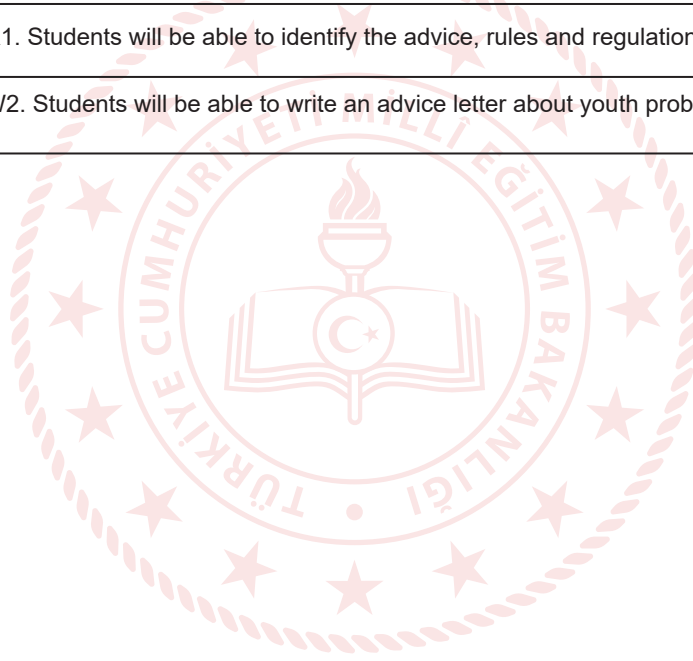 1. Students will be able to identify the advice, rules and regulation
/2. Students will be able to write an advice letter about youth prob
TÜRKİYE CUMHURİYETİ MİLLÎ EĞİTİM BAKANLIĞI